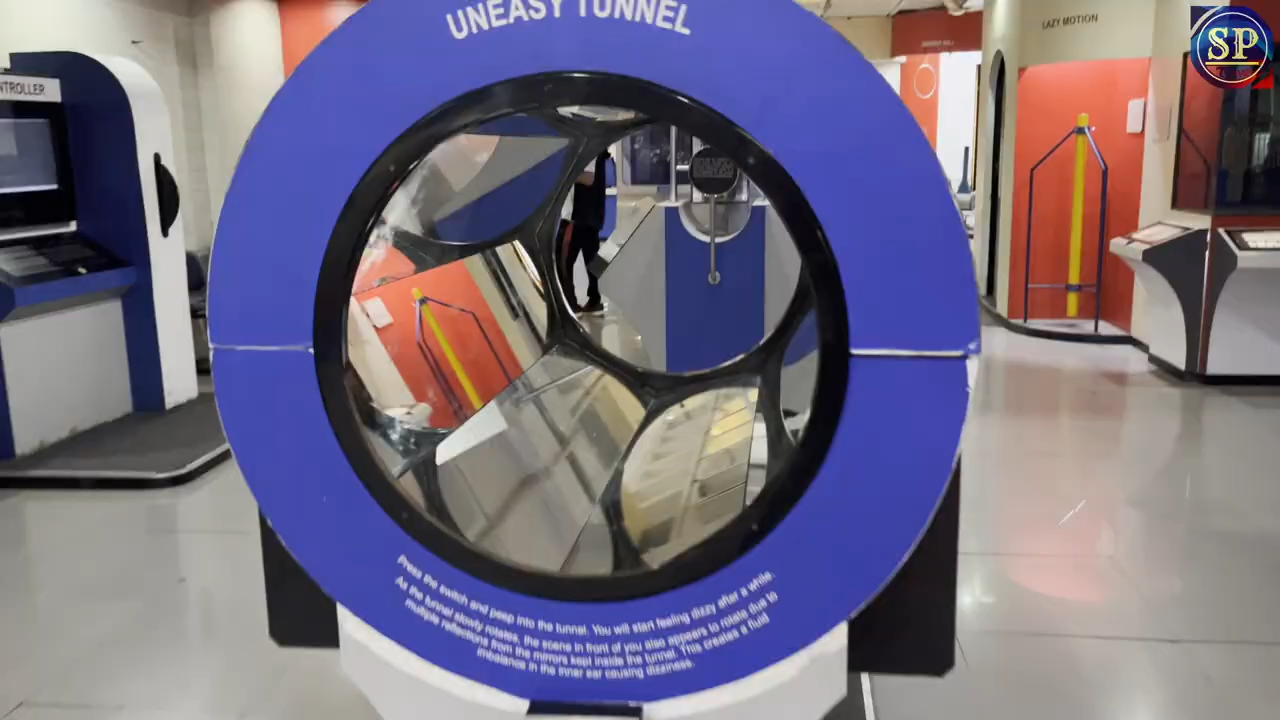 UNEASY TUNNEL
LAZY MOTION
SP
NTROLLER
Press the switch and peep into the tunnel. You will start feeling dizzy after a while.
As the tunnel slowly rotates, the scene in front of you also appears to rotate due to
multiple reflections from the mirrors kept inside the tunnel. This creates a fluid
imbalance in the inner ear causing dizziness.